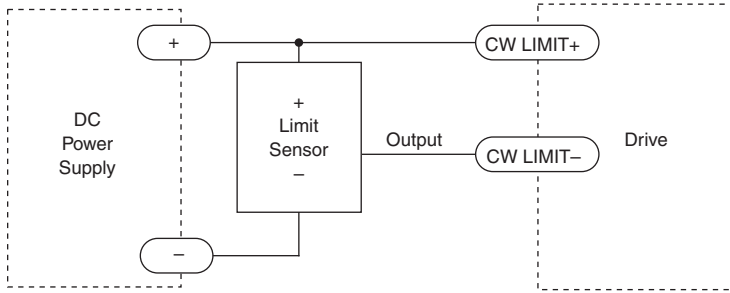 +
CW LIMIT+
DC
Power
Supply
+
Limit
Sensor
–
Output
CW LIMIT–
Drive
–